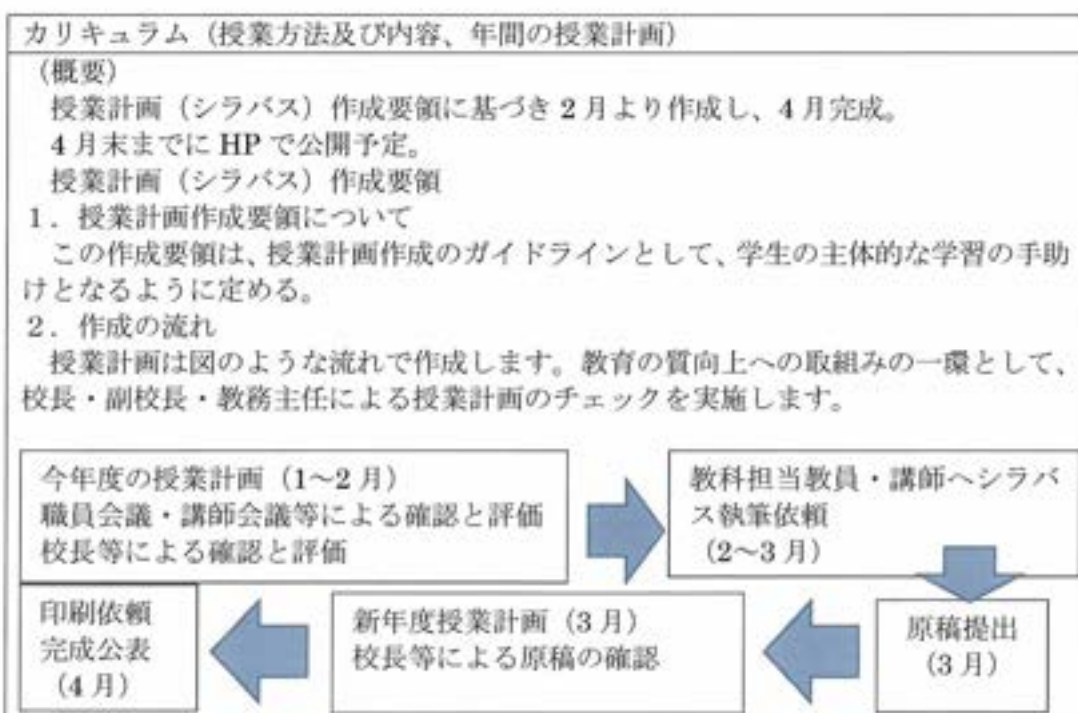 カリキュラム（授業方法及び内容、年間の授業計画）
（概要）
授業計画（シラバス）作成要領に基づき2月より作成し、4月完成。
4月末までにHPで公開予定。
授業計画（シラバス）作成要領
1．授業計画作成要領について
この作成要領は、授業計画作成のガイドラインとして、学生の主体的な学習の手助
けとなるように定める。
2．作成の流れ
授業計画は図のような流れで作成します。教育の質向上への取組みの一環として、
校長・副校長・教務主任による授業計画のチェックを実施します。
今年度の授業計画（1～2月）
職員会議・講師会議等による確認と評価
校長等による確認と評価
教科担当教員・講師へシラバ
ス執筆依頼
（2～3月）
原稿提出
（3月）
新年度授業計画（3月）
校長等による原稿の確認
印刷依頼
完成公表
（4月）